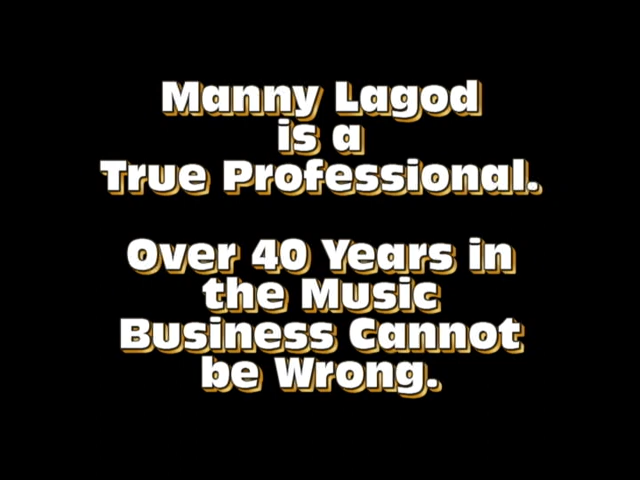 Manny Lagod
is a
True Professional.
Over 40 Years in
the Music
Business Cannot
be Wrong.